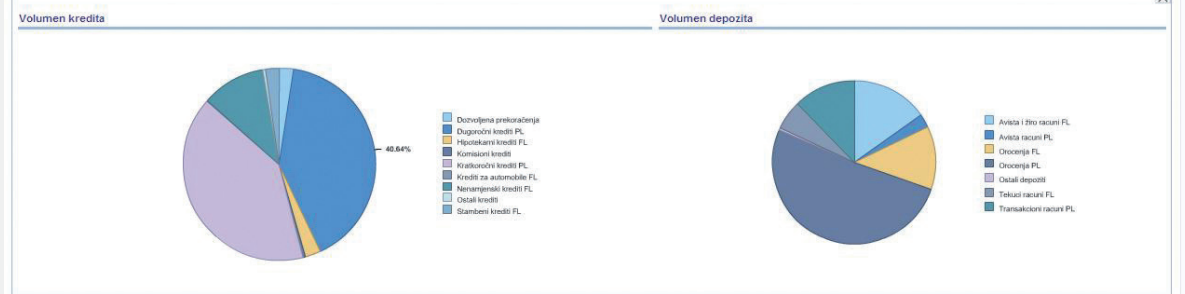 Volumen kredita
40.64%
Dozvoljena prekoračenja
Dugoročni krediti PL
Hipotekarni krediti FL
Komisioni krediti
Kratkoročni krediti PL
Krediti za automobile FL
Nenamjenski krediti FL
Ostali krediti
Stambeni krediti FL
Volumen depozita
Avista i žiro racuni FL
Avista racuni PL
Orocenja FL
Orocenja PL
Ostali depoziti
Tekuci racuni FL
Transakcioni racuni PL